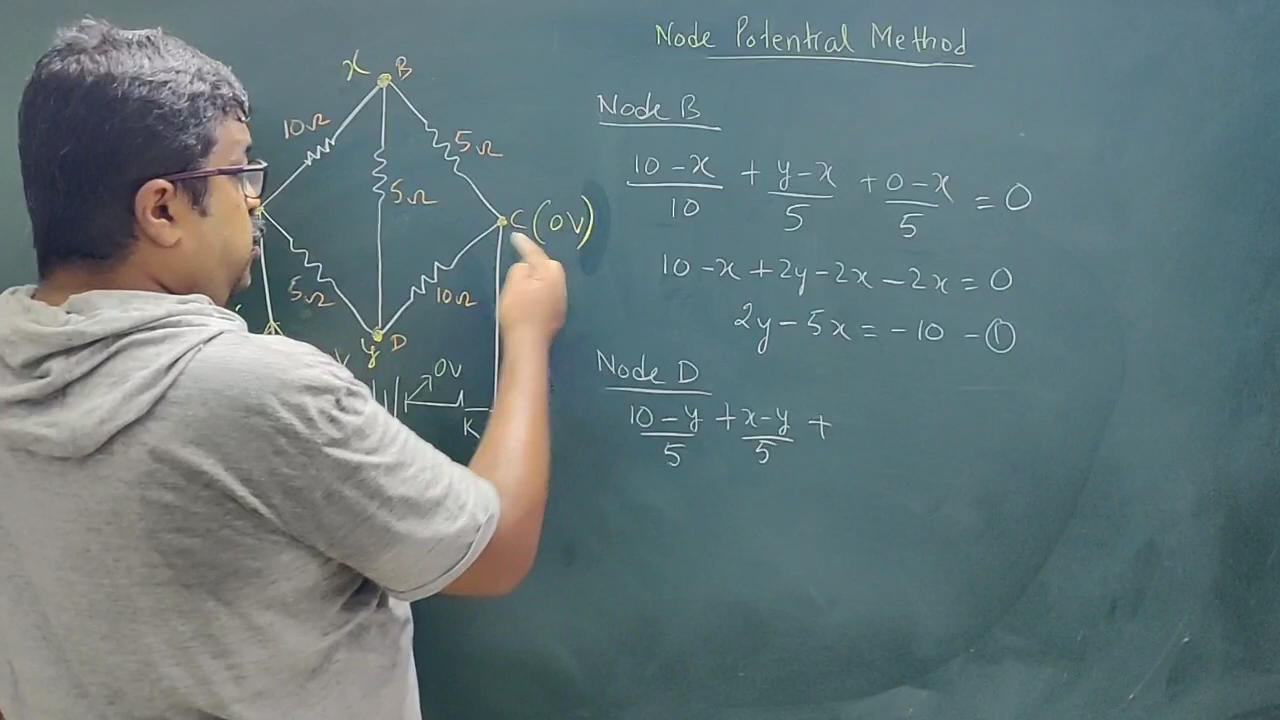 Node Potential Method
x B
10Ω
5Ω
5Ω
C (0V)
5Ω
10Ω
y D
0V
K
Node B
10-x/10 + y-x/5 + 0-x/5 = 0
10-x+2y-2x-2x=0
2y-5x=-10 -①
Node D
10-y/5 + x-y/5 +